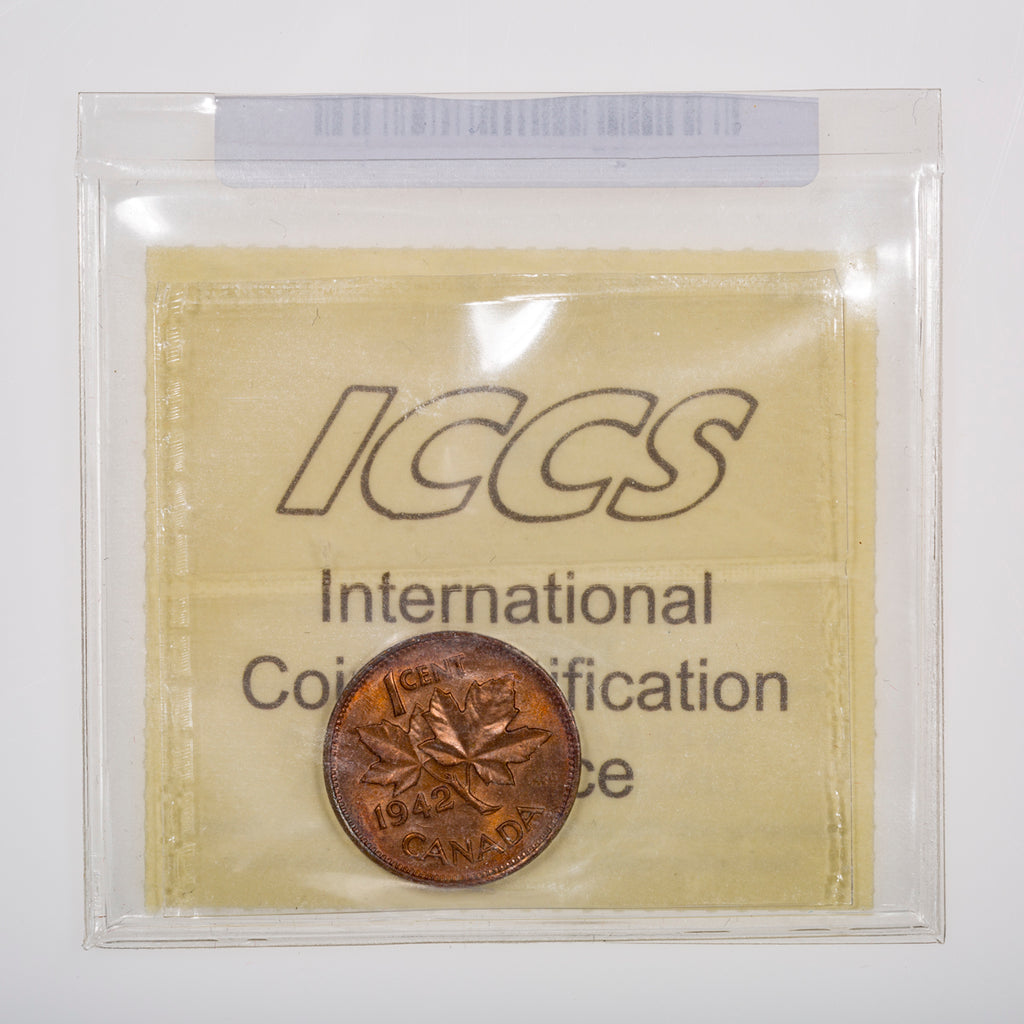 ICCS
International
Coi ification
ce
1 CENT
1942
CANADA